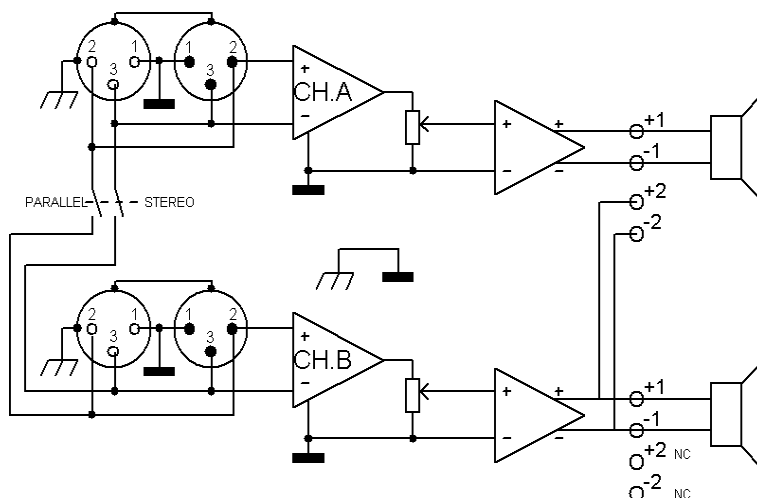 2 1 1 2
3 3
+ CH.A -
+ + +1
- - -1
+2
-2
PARALLEL STEREO
2 1 1 2
3 3
+ CH.B -
+ + +1
- - -1
+2 NC
-2 NC